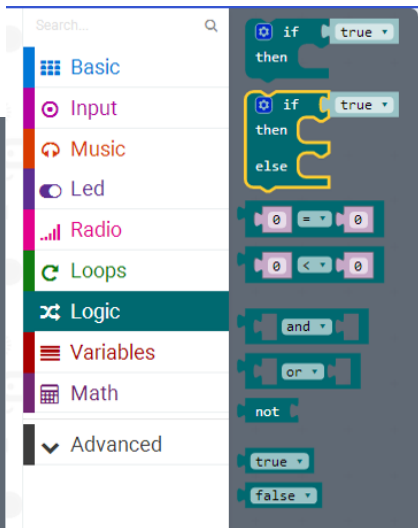 Search...
Basic
Input
Music
Led
Radio
Loops
Logic
Variables
Math
Advanced
if true
then
if true
then
else
0 = 0
0 < 0
and
or
not
true
false